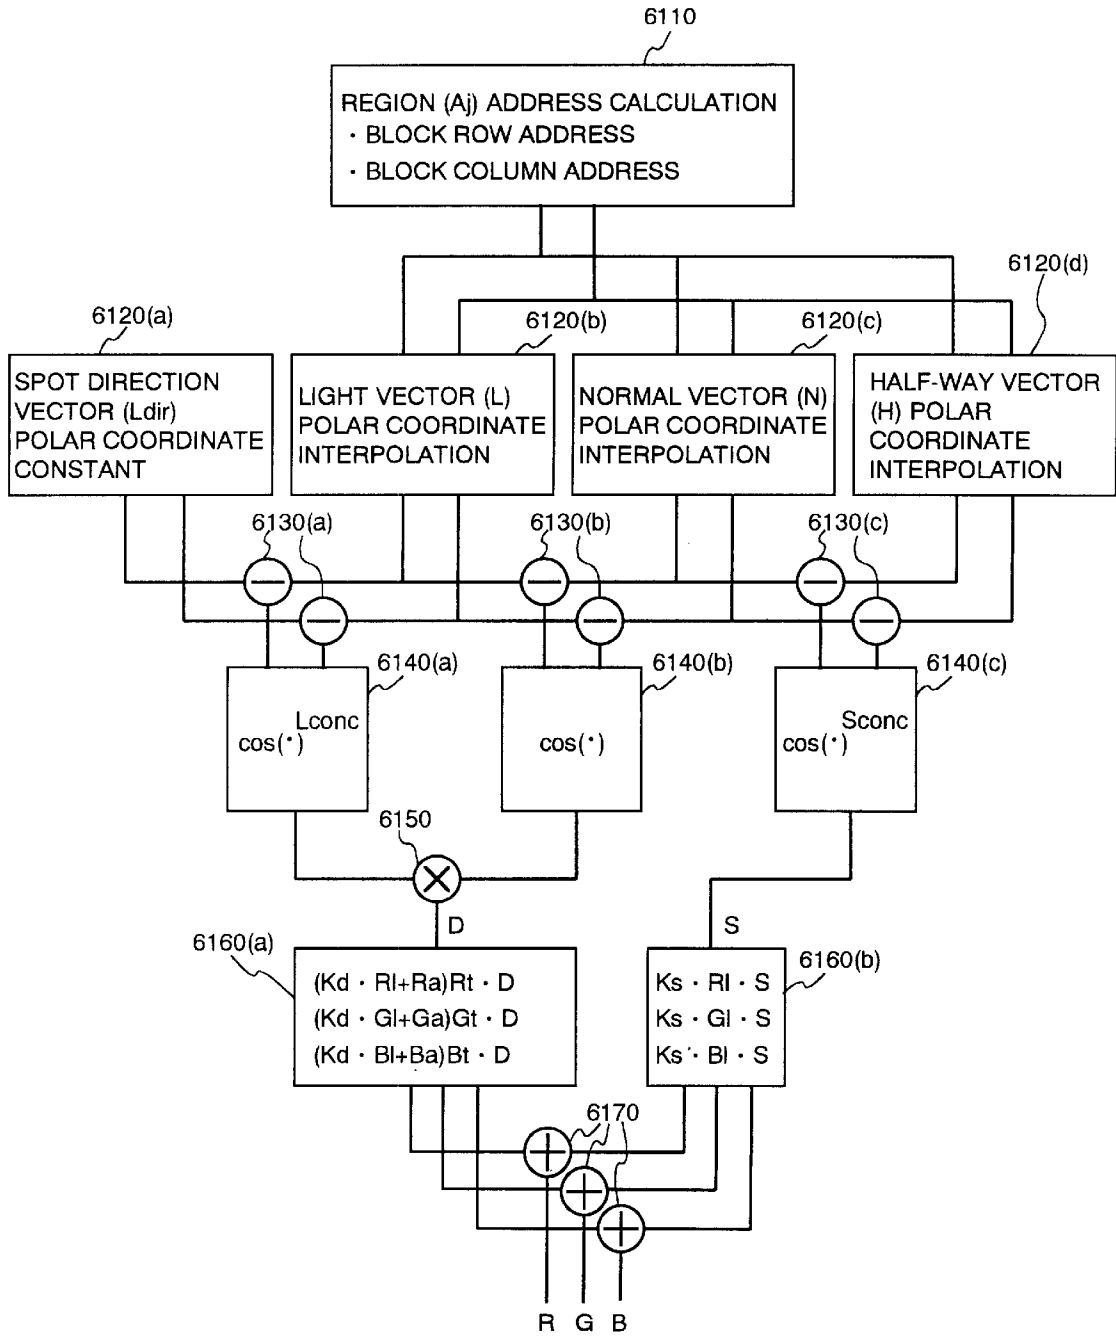 6110
REGION (Aj) ADDRESS CALCULATION
· BLOCK ROW ADDRESS
· BLOCK COLUMN ADDRESS
6120(a)
6120(b)
6120(c)
6120(d)
SPOT DIRECTION
VECTOR (Ldir)
POLAR COORDINATE
CONSTANT
LIGHT VECTOR (L)
POLAR COORDINATE
INTERPOLATION
NORMAL VECTOR (N)
POLAR COORDINATE
INTERPOLATION
HALF-WAY VECTOR
(H) POLAR
COORDINATE
INTERPOLATION
6130(a)
6130(b)
6130(c)
6140(a)
6140(b)
6140(c)
cos(·) Lconc
cos(·)
cos(·) Sconc
6150
D
S
6160(a)
6160(b)
(Kd · Rl+Ra)Rt · D
(Kd · Gl+Ga)Gt · D
(Kd · Bl+Ba)Bt · D
Ks · Rl · S
Ks · Gl · S
Ks · Bl · S
6170
R G B